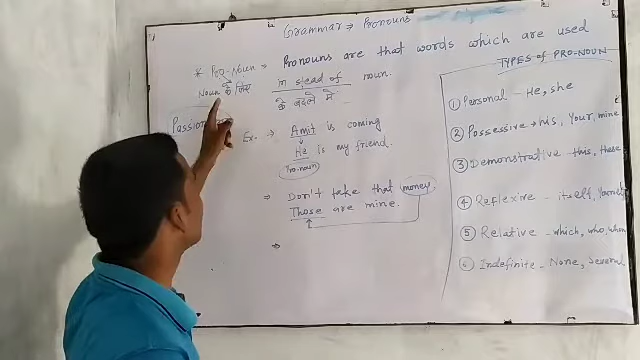 Grammar → Pronouns
* Pro-Noun ⇒ Pronouns are that words which are used
in stead of noun.
Noun के लिए
के बदले में
Passion
Ex. ⇒ Amit is coming
He is my friend.
Pro-noun
⇒ Don't take that money
Those are mine.
⇒
TYPES of PRO-NOUN
① Personal - He, she
② Possessive → his, Your, mine
③ Demonstrative this, these
④ Reflexive - itself,
⑤ Relative - which, who, whom
⑥ Indefinite - None, Several